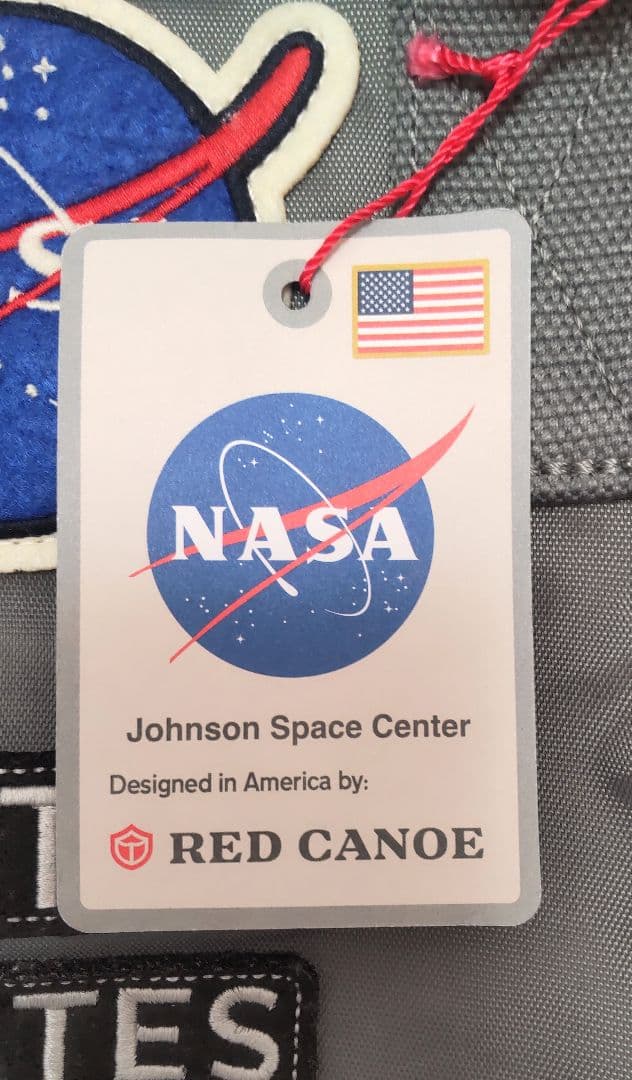 NASA
Johnson Space Center
Designed in America by:
RED CANOE
TES